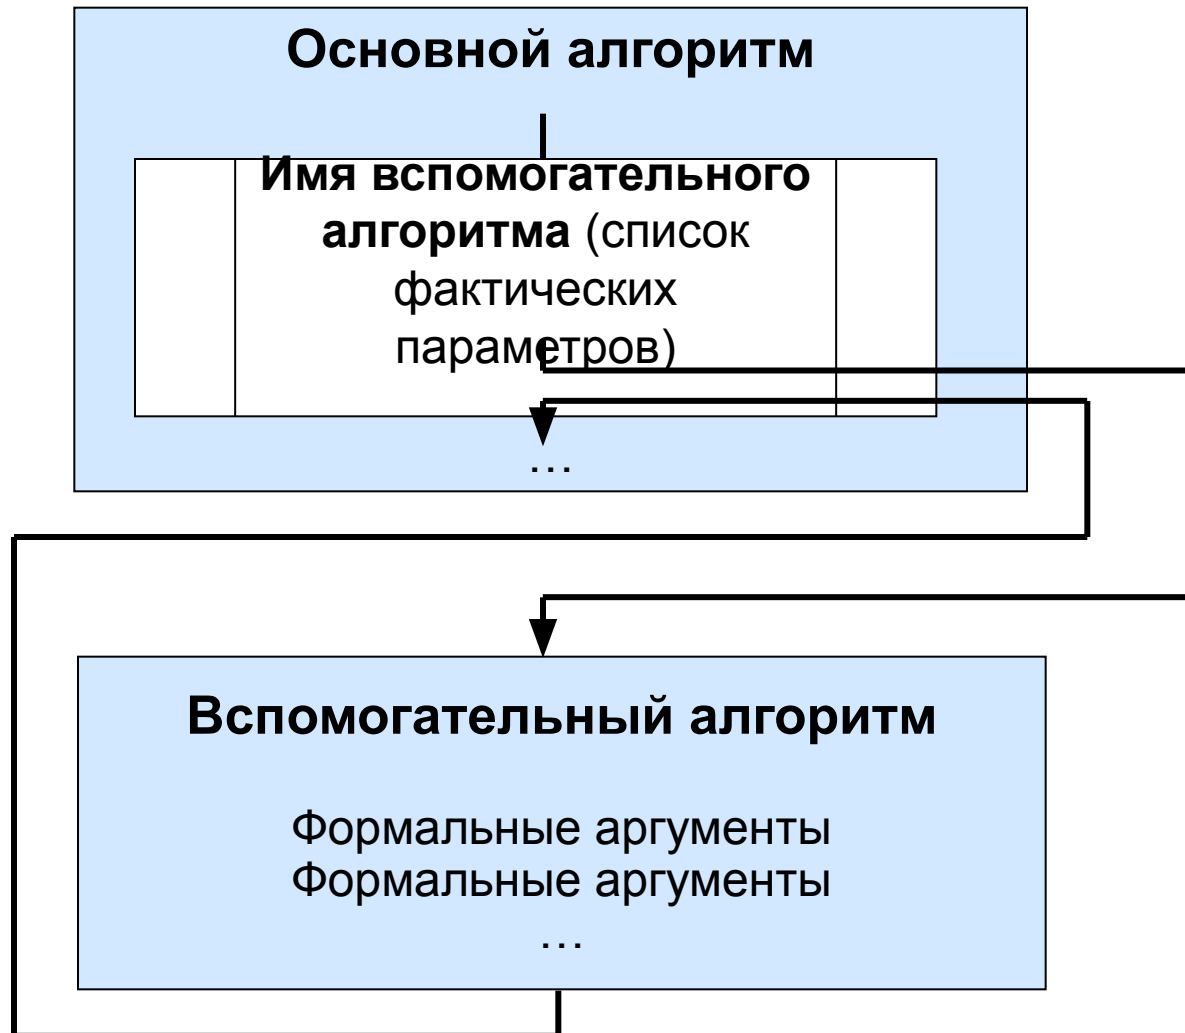 Основной алгоритм
Имя вспомогательного
алгоритма (список
фактических
параметров)
…
Вспомогательный алгоритм
Формальные аргументы
Формальные аргументы
…